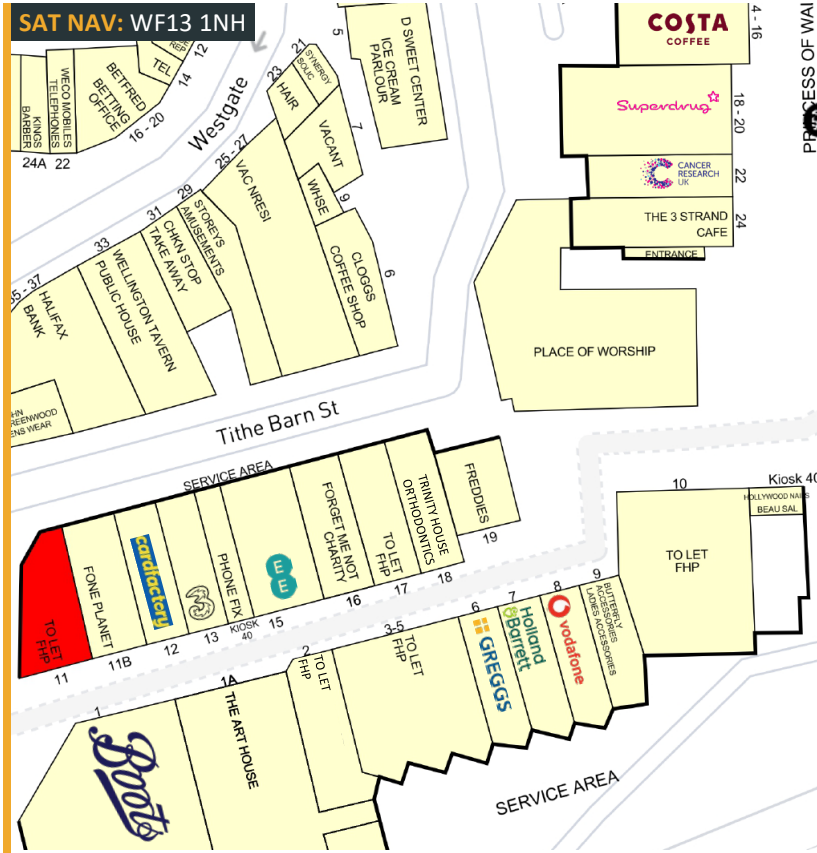 SAT NAV: WF13 1NH
12
14
TEL
BETFRED
BETTING
OFFICE
16 - 20
WECO MOBILES
TELEPHONES
22
KINGS
BARBER
24A
Westgate
21
SYNERGY
23
HAIR
5
D SWEET CENTER
ICE CREAM
PARLOUR
7
VACANT
WHSE
9
CLOGGS
COFFEE SHOP
6
25 - 27
VAC NRESI
29
STOREYS
AMUSEMENTS
31
CHKN STOP
TAKE AWAY
33
WELLINGTON TAVERN
PUBLIC HOUSE
35 - 37
HALIFAX
BANK
HN
REENWOOD
ENS WEAR
COSTA
COFFEE
4 - 16
Superdrug
18 - 20
CANCER
RESEARCH
UK
22
THE 3 STRAND
CAFE
24
ENTRANCE
PLACE OF WORSHIP
Tithe Barn St
SERVICE AREA
TO LET
FHP
11
FONE PLANET
11B
cardfactory
12
3
13
PHONE FIX
KIOSK
40
EE
15
FORGET ME NOT
CHARITY
16
TO LET
FHP
17
TRINITY HOUSE
ORTHODONTICS
18
FREDDIES
19
1
Boots
1A
THE ART HOUSE
2
TO LET
FHP
3-5
TO LET
FHP
6
GREGGS
7
Holland
&Barrett
8
vodafone
9
BUTTERFLY
ACCESSORIES
LADIES ACCESSORIES
10
TO LET
FHP
Kiosk 40
HOLLYWOOD NAILS
BEAU SAL
SERVICE AREA